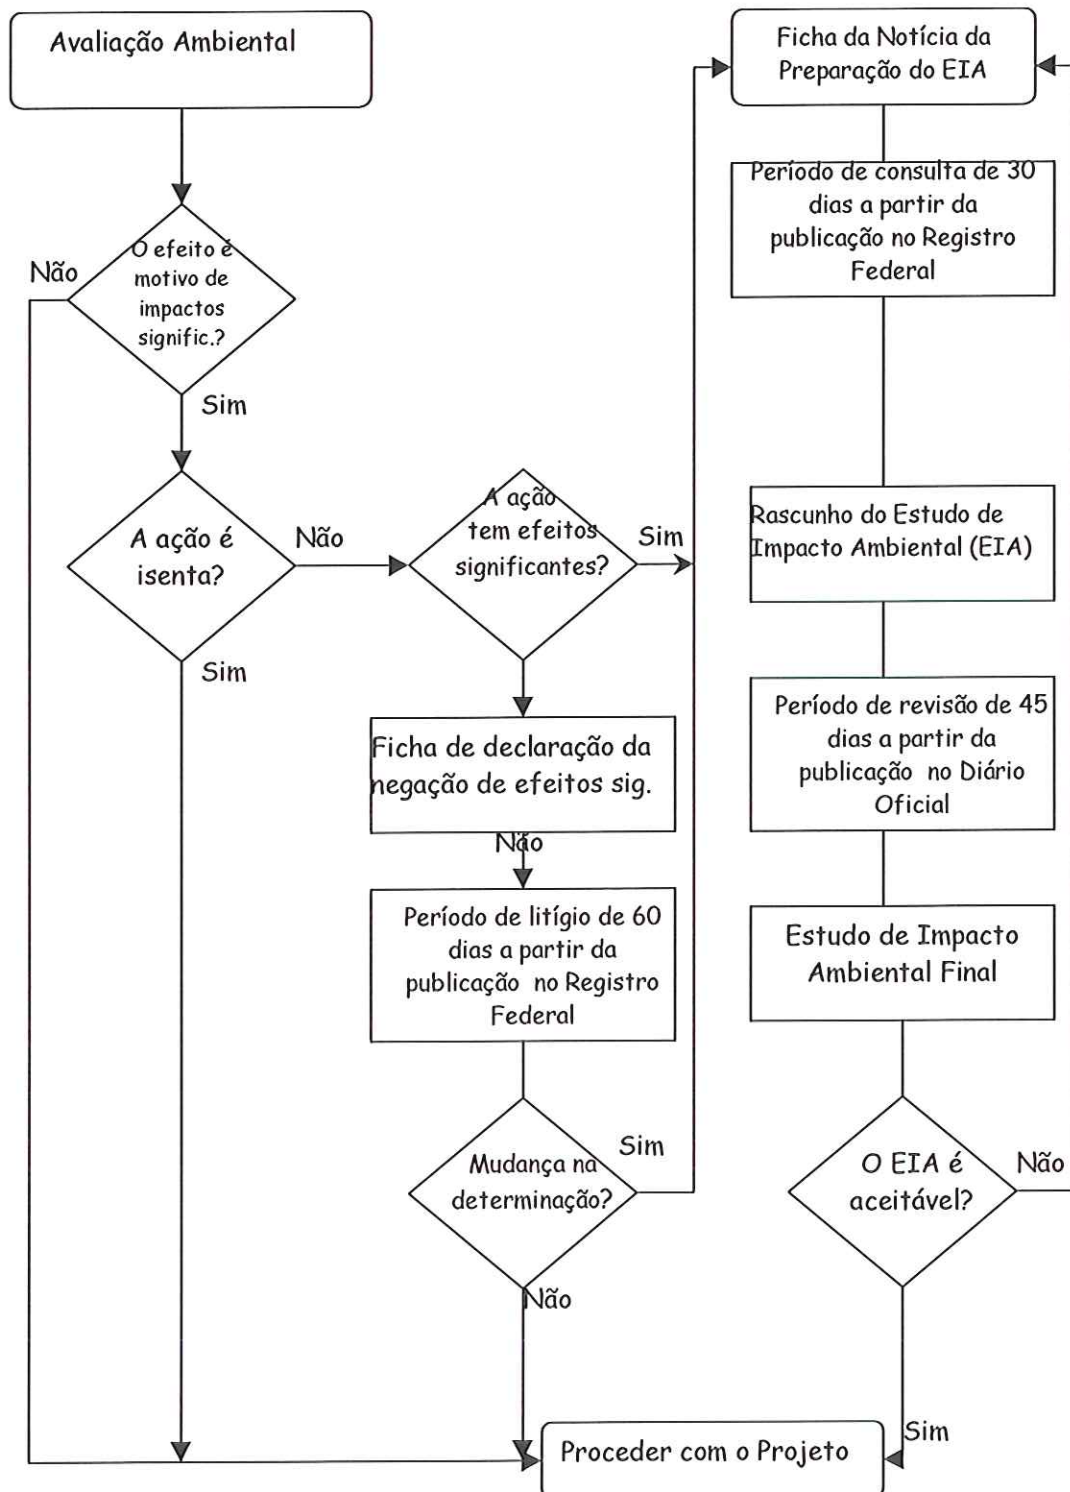 Avaliação Ambiental
O efeito é
motivo de
impactos
signific.?
Não
Sim
A ação é
isenta?
Não
Sim
A ação
tem efeitos
significantes?
Sim
Ficha de declaração da
negação de efeitos sig.
Não
Período de litígio de 60
dias a partir da
publicação no Registro
Federal
Mudança na
determinação?
Sim
Não
Ficha da Notícia da
Preparação do EIA
Período de consulta de 30
dias a partir da
publicação no Registro
Federal
Rascunho do Estudo de
Impacto Ambiental (EIA)
Período de revisão de 45
dias a partir da
publicação no Diário
Oficial
Estudo de Impacto
Ambiental Final
O EIA é
aceitável?
Não
Sim
Proceder com o Projeto